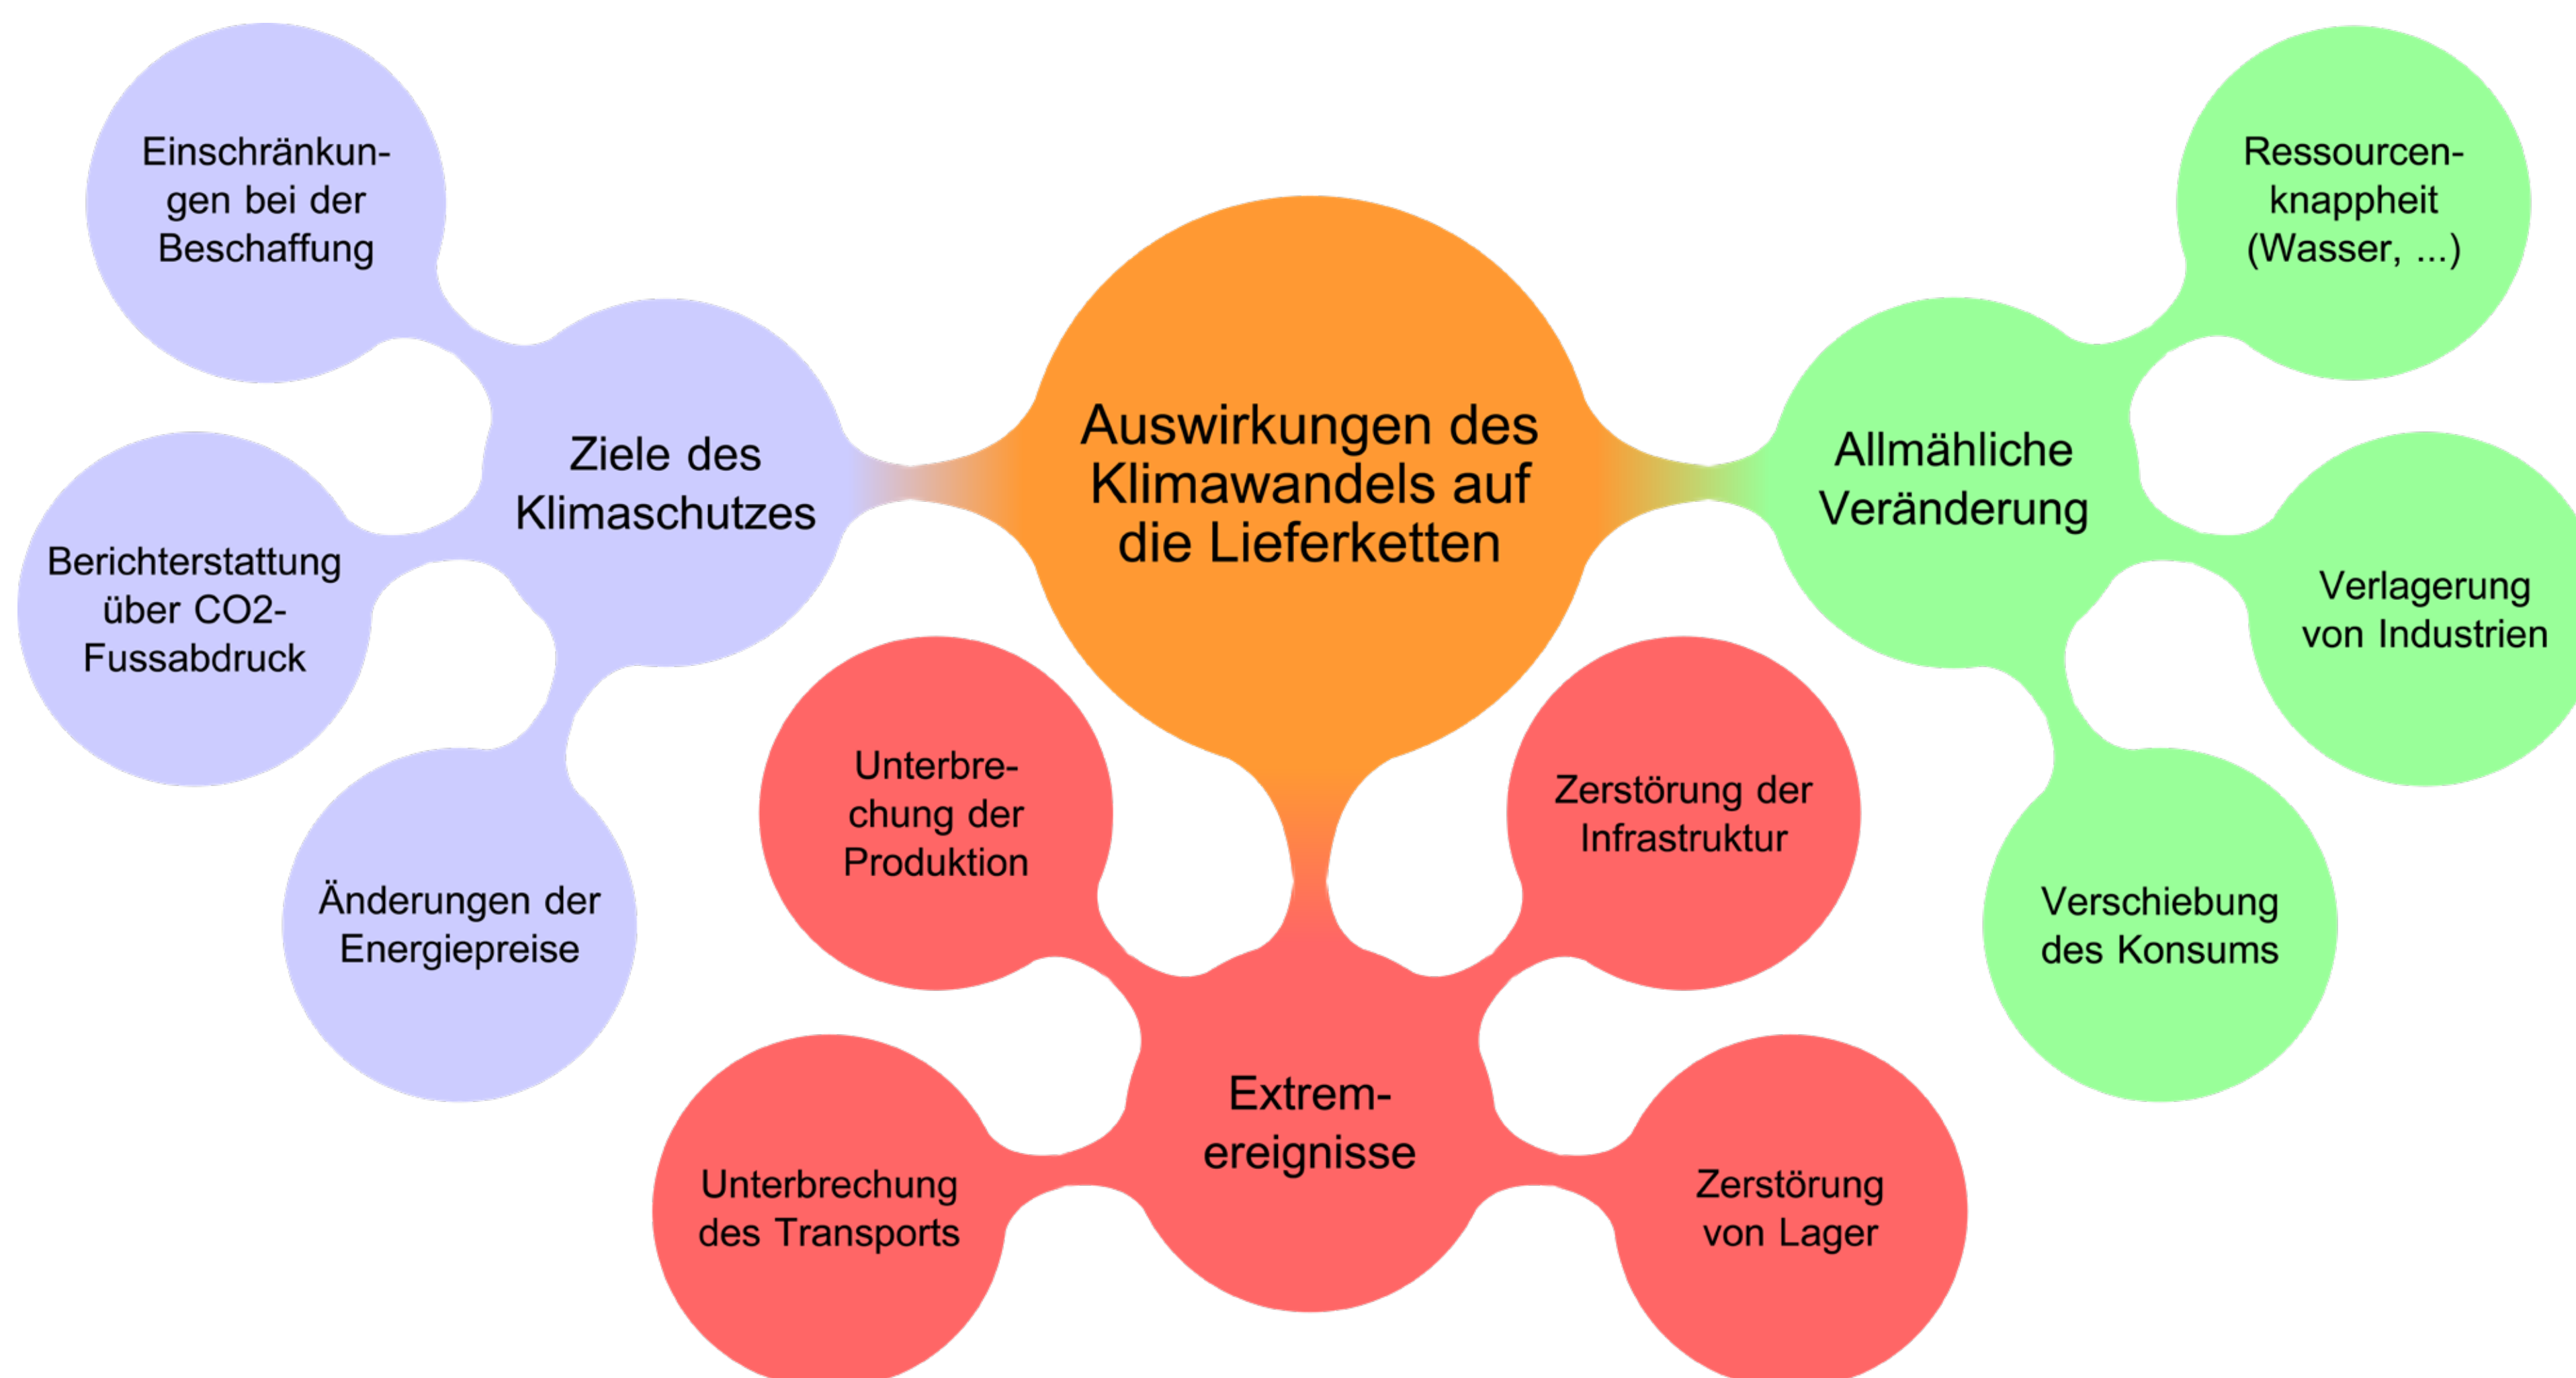 Einschränkun-
gen bei der
Beschaffung
Berichterstattung
über CO2-
Fussabdruck
Änderungen der
Energiepreise
Ziele des
Klimaschutzes
Auswirkungen des
Klimawandels auf
die Lieferketten
Allmähliche
Veränderung
Ressourcen-
knappheit
(Wasser, ...)
Verlagerung
von Industrien
Verschiebung
des Konsums
Unterbre-
chung der
Produktion
Zerstörung der
Infrastruktur
Extrem-
ereignisse
Unterbrechung
des Transports
Zerstörung
von Lager